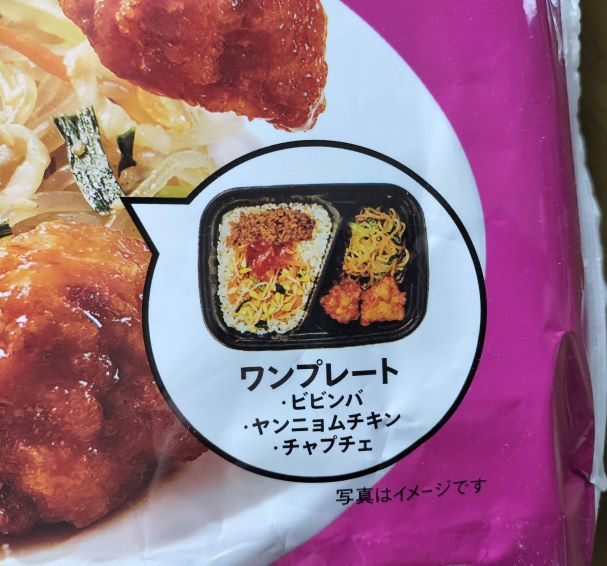 ワンプレート
・ビビンバ
・ヤンニョムチキン
・チャプチェ
写真はイメージです